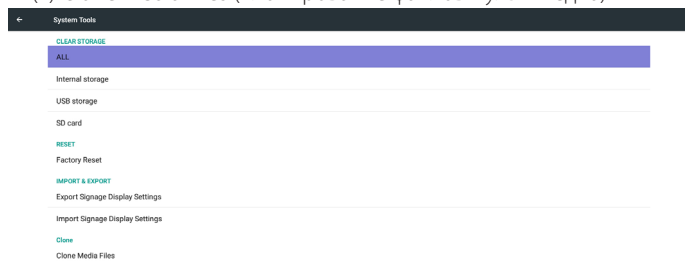 System Tools
CLEAR STORAGE
ALL
Internal storage
USB storage
SD card
RESET
Factory Reset
IMPORT & EXPORT
Export Signage Display Settings
Import Signage Display Settings
Clone
Clone Media Files